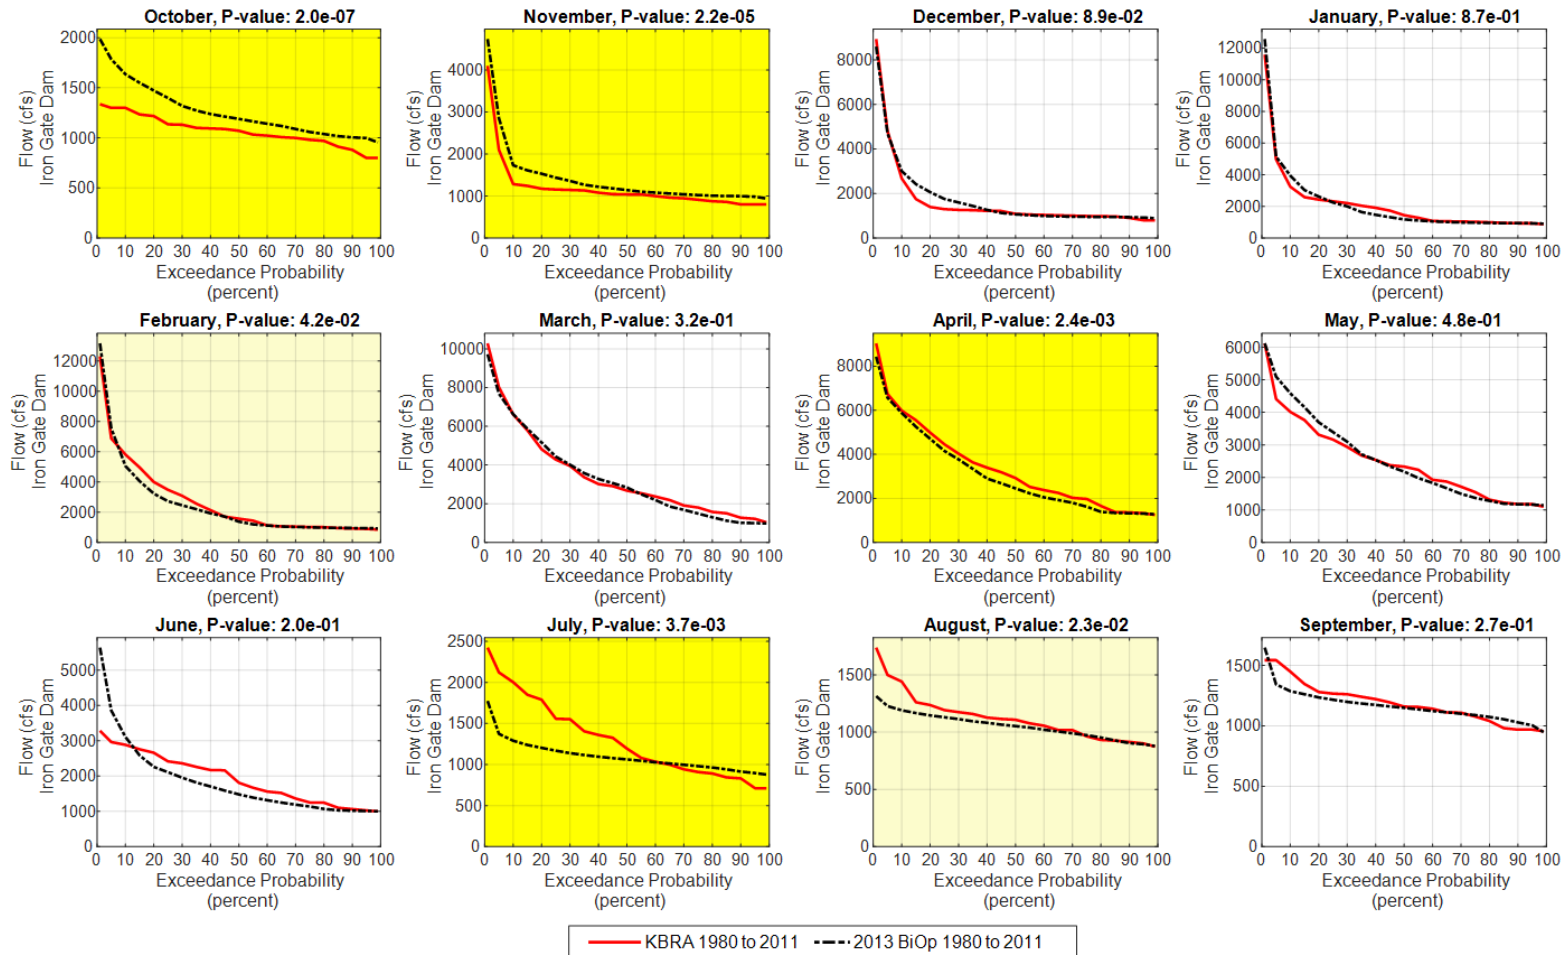 October, P-value: 2.0e-07
Flow (cfs)
Iron Gate Dam
2000
1500
1000
500
0
0 10 20 30 40 50 60 70 80 90 100
Exceedance Probability
(percent)
November, P-value: 2.2e-05
Flow (cfs)
Iron Gate Dam
4000
3000
2000
1000
0
0 10 20 30 40 50 60 70 80 90 100
Exceedance Probability
(percent)
December, P-value: 8.9e-02
Flow (cfs)
Iron Gate Dam
8000
6000
4000
2000
0
0 10 20 30 40 50 60 70 80 90 100
Exceedance Probability
(percent)
January, P-value: 8.7e-01
Flow (cfs)
Iron Gate Dam
12000
10000
8000
6000
4000
2000
0
0 10 20 30 40 50 60 70 80 90 100
Exceedance Probability
(percent)
February, P-value: 4.2e-02
Flow (cfs)
Iron Gate Dam
12000
10000
8000
6000
4000
2000
0
0 10 20 30 40 50 60 70 80 90 100
Exceedance Probability
(percent)
March, P-value: 3.2e-01
Flow (cfs)
Iron Gate Dam
10000
8000
6000
4000
2000
0
0 10 20 30 40 50 60 70 80 90 100
Exceedance Probability
(percent)
April, P-value: 2.4e-03
Flow (cfs)
Iron Gate Dam
8000
6000
4000
2000
0
0 10 20 30 40 50 60 70 80 90 100
Exceedance Probability
(percent)
May, P-value: 4.8e-01
Flow (cfs)
Iron Gate Dam
6000
5000
4000
3000
2000
1000
0
0 10 20 30 40 50 60 70 80 90 100
Exceedance Probability
(percent)
June, P-value: 2.0e-01
Flow (cfs)
Iron Gate Dam
5000
4000
3000
2000
1000
0
0 10 20 30 40 50 60 70 80 90 100
Exceedance Probability
(percent)
July, P-value: 3.7e-03
Flow (cfs)
Iron Gate Dam
2500
2000
1500
1000
500
0
0 10 20 30 40 50 60 70 80 90 100
Exceedance Probability
(percent)
August, P-value: 2.3e-02
Flow (cfs)
Iron Gate Dam
1500
1000
500
0
0 10 20 30 40 50 60 70 80 90 100
Exceedance Probability
(percent)
September, P-value: 2.7e-01
Flow (cfs)
Iron Gate Dam
1500
1000
500
0
0 10 20 30 40 50 60 70 80 90 100
Exceedance Probability
(percent)
KBRA 1980 to 2011 2013 BiOp 1980 to 2011